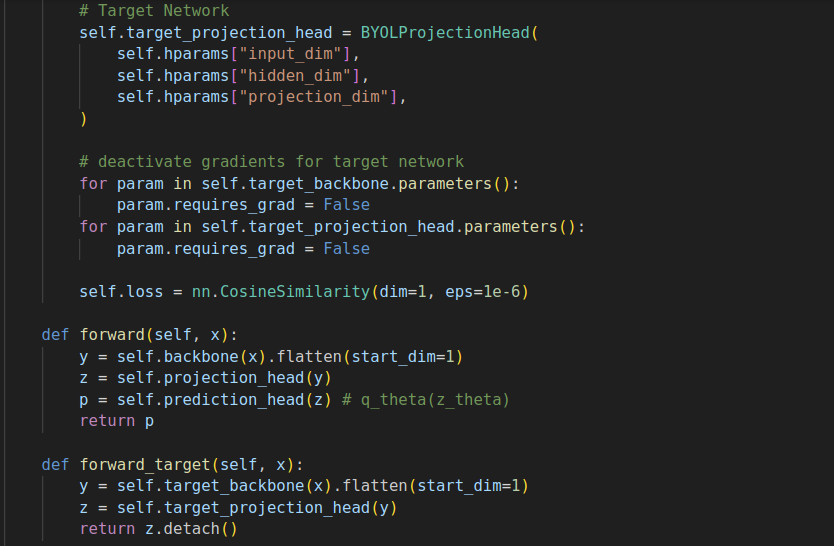 # Target Network
self.target_projection_head = BYOLProjectionHead(
    self.hparams["input_dim"],
    self.hparams["hidden_dim"],
    self.hparams["projection_dim"],
)
# deactivate gradients for target network
for param in self.target_backbone.parameters():
    param.requires_grad = False
for param in self.target_projection_head.parameters():
    param.requires_grad = False
self.loss = nn.CosineSimilarity(dim=1, eps=1e-6)
def forward(self, x):
    y = self.backbone(x).flatten(start_dim=1)
    z = self.projection_head(y)
    p = self.prediction_head(z) # q_theta(z_theta)
    return p
def forward_target(self, x):
    y = self.target_backbone(x).flatten(start_dim=1)
    z = self.target_projection_head(y)
    return z.detach()